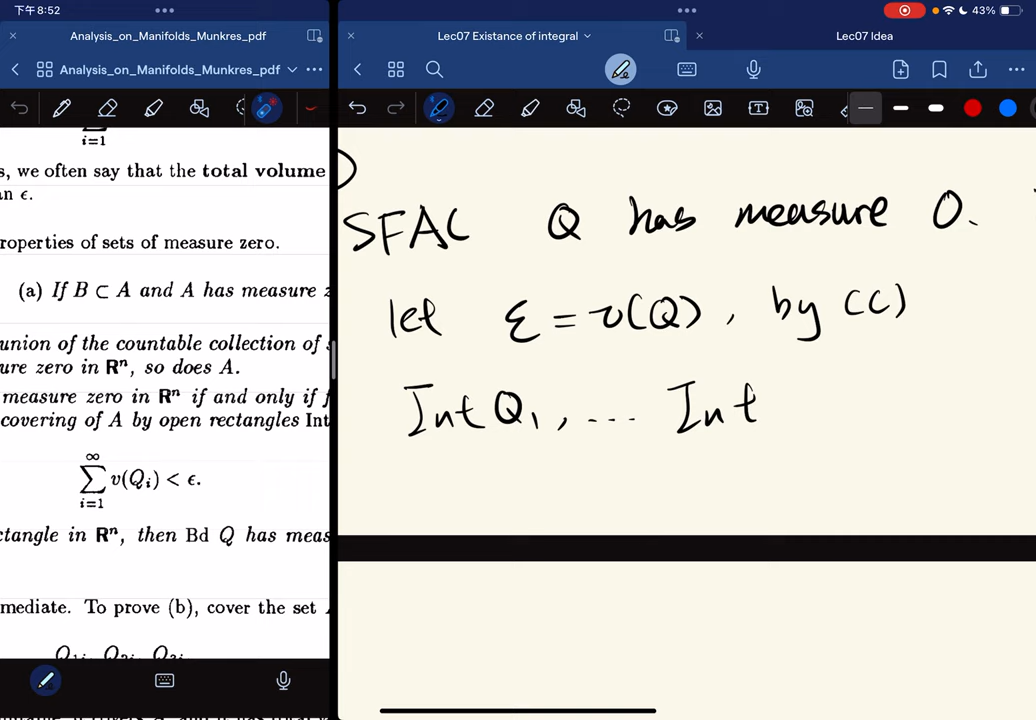 下午8:52
43%
Analysis_on_Manifolds_Munkres_pdf
Analysis_on_Manifolds_Munkres_pdf
i=1
s, we often say that the total volume
an ϵ.
roperties of sets of measure zero.
(a) If B ⊂ A and A has measure z
union of the countable collection of s
ure zero in Rⁿ, so does A.
measure zero in Rⁿ if and only if f
covering of A by open rectangles Int
∞
∑ v(Qᵢ) < ϵ.
i=1
ctangle in Rⁿ, then Bd Q has meas
mediate. To prove (b), cover the set
Lec07 Existance of integral
Lec07 Idea
SFAC Q has measure 0.
let ε = v(Q), by (c)
Int Q₁, ... Int